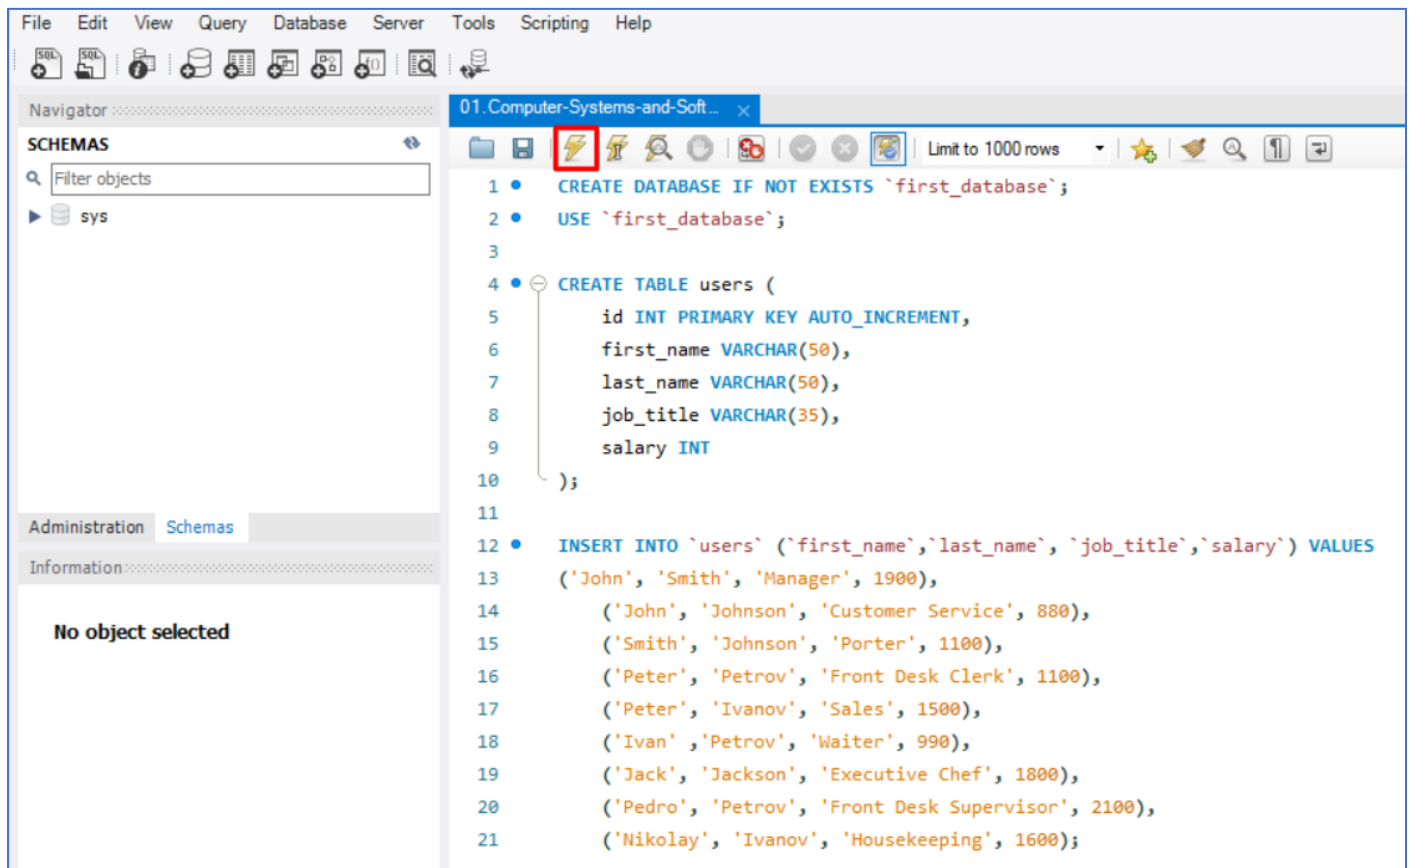 File Edit View Query Database Server Tools Scripting Help
SQL SQL
Navigator
SCHEMAS
Filter objects
sys
Administration Schemas
Information
No object selected
01.Computer-Systems-and-Soft...
Limit to 1000 rows
1 CREATE DATABASE IF NOT EXISTS `first_database`;
2 USE `first_database`;
3
4 CREATE TABLE users (
5 id INT PRIMARY KEY AUTO_INCREMENT,
6 first_name VARCHAR(50),
7 last_name VARCHAR(50),
8 job_title VARCHAR(35),
9 salary INT
10 );
11
12 INSERT INTO `users` (`first_name`,`last_name`, `job_title`,`salary`) VALUES
13 ('John', 'Smith', 'Manager', 1900),
14 ('John', 'Johnson', 'Customer Service', 880),
15 ('Smith', 'Johnson', 'Porter', 1100),
16 ('Peter', 'Petrov', 'Front Desk Clerk', 1100),
17 ('Peter', 'Ivanov', 'Sales', 1500),
18 ('Ivan' ,'Petrov', 'Waiter', 990),
19 ('Jack', 'Jackson', 'Executive Chef', 1800),
20 ('Pedro', 'Petrov', 'Front Desk Supervisor', 2100),
21 ('Nikolay', 'Ivanov', 'Housekeeping', 1600);